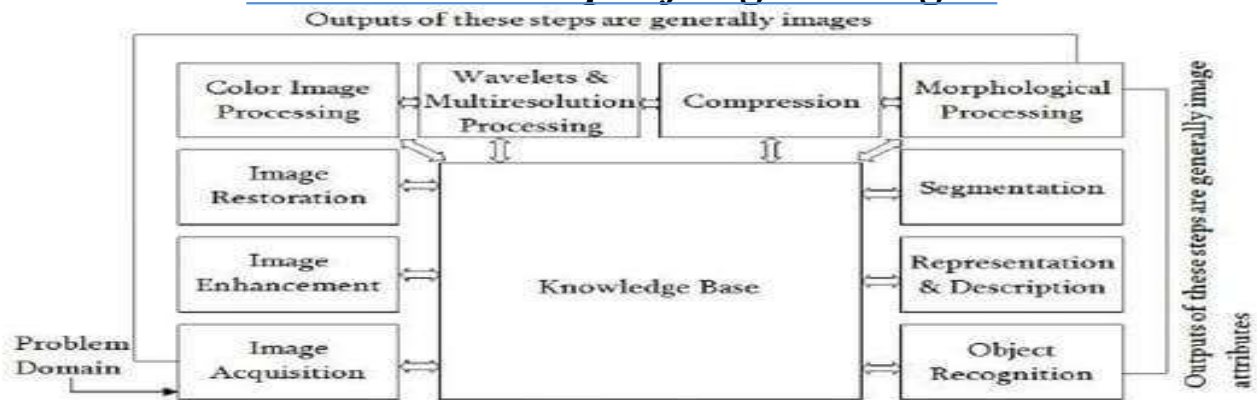 Outputs of these steps are generally images
Color Image
Processing
Wavelets &
Multiresolution
Processing
Compression
Morphological
Processing
Image
Restoration
Segmentation
Image
Enhancement
Knowledge Base
Representation
& Description
Problem
Domain
Image
Acquisition
Object
Recognition
Outputs of these steps are generally image
attributes